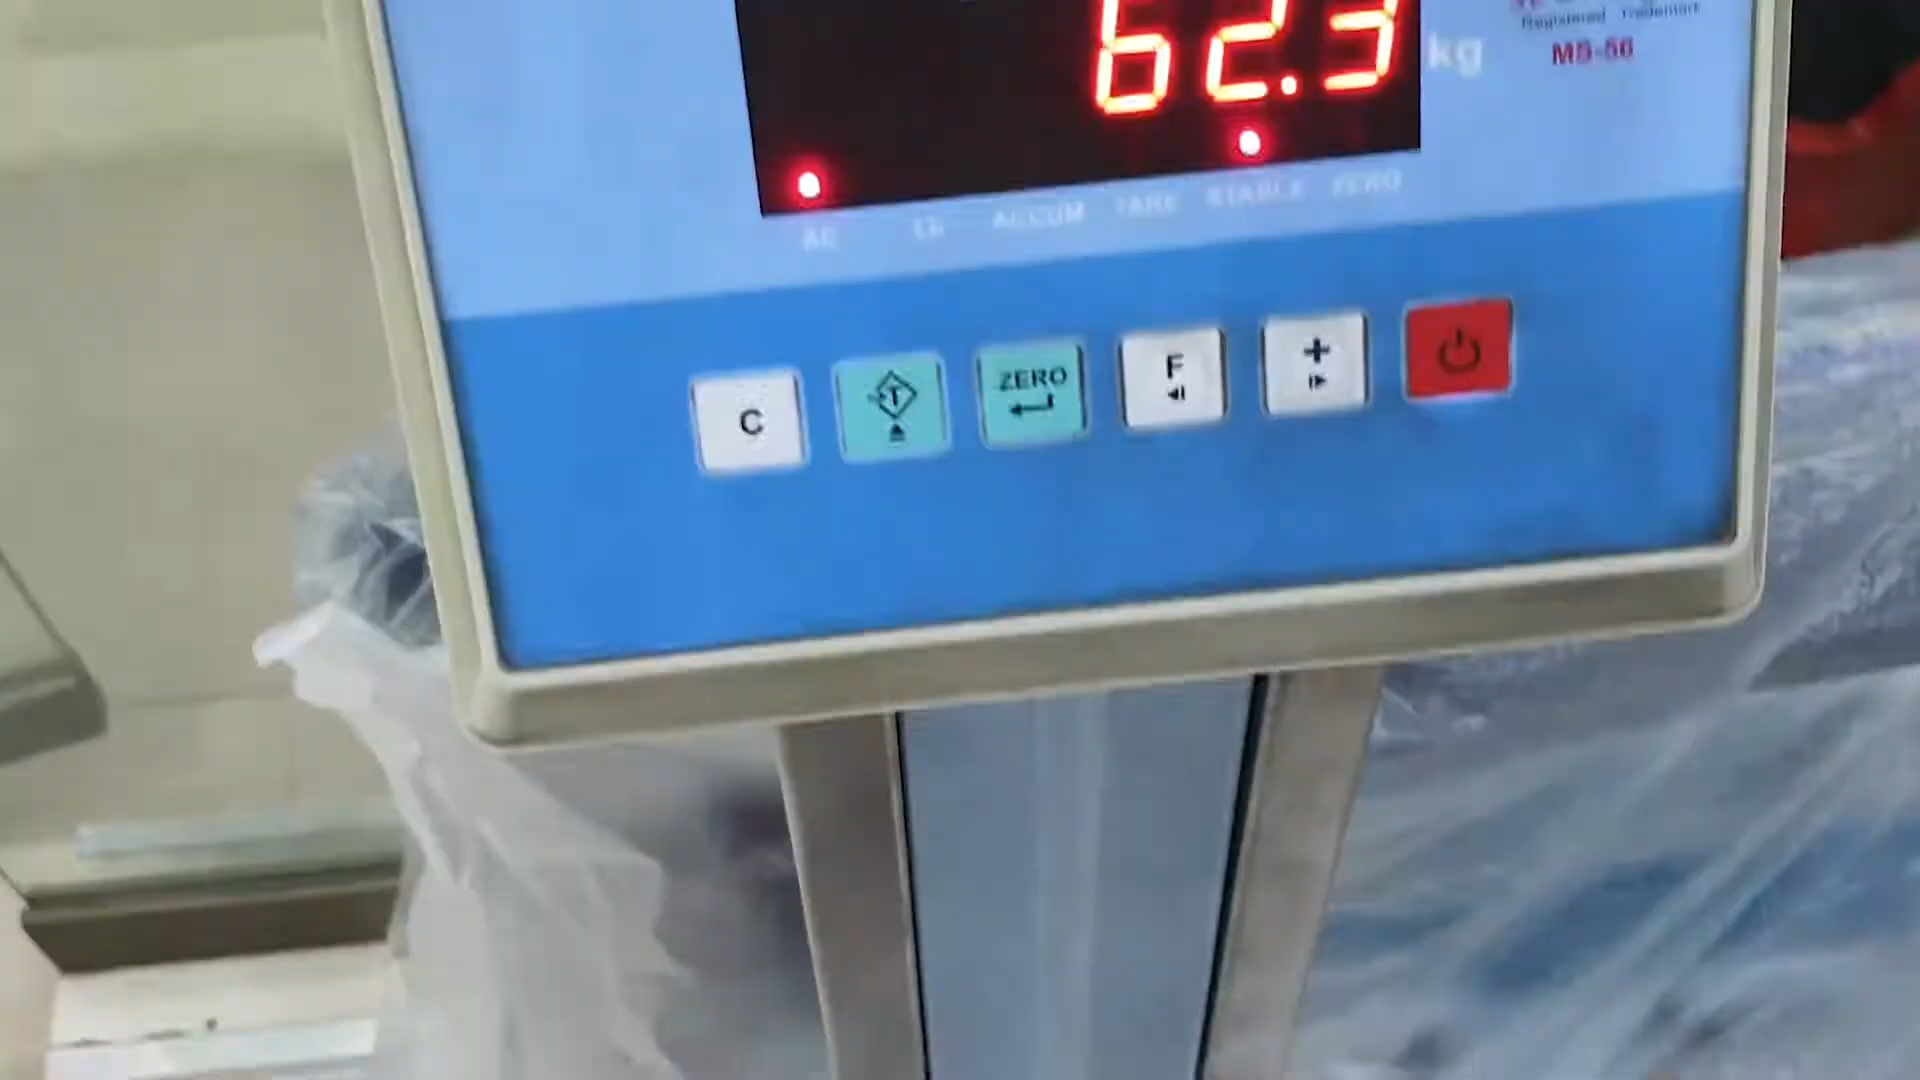 62.3 kg
Registered Trademark
MS-56
AC Lb ACCUM TARE STABLE ZERO
C T ZERO F +